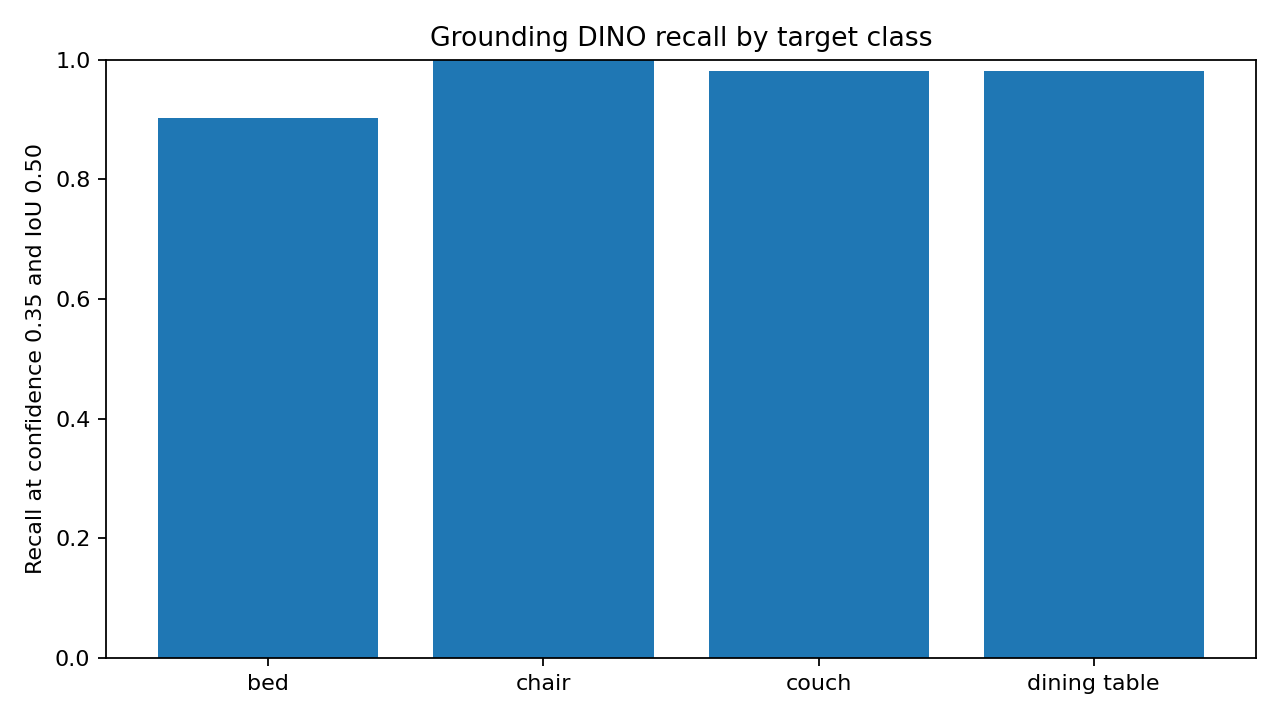 Grounding DINO recall by target class
Recall at confidence 0.35 and IoU 0.50
1.0
0.8
0.6
0.4
0.2
0.0
bed chair couch dining table